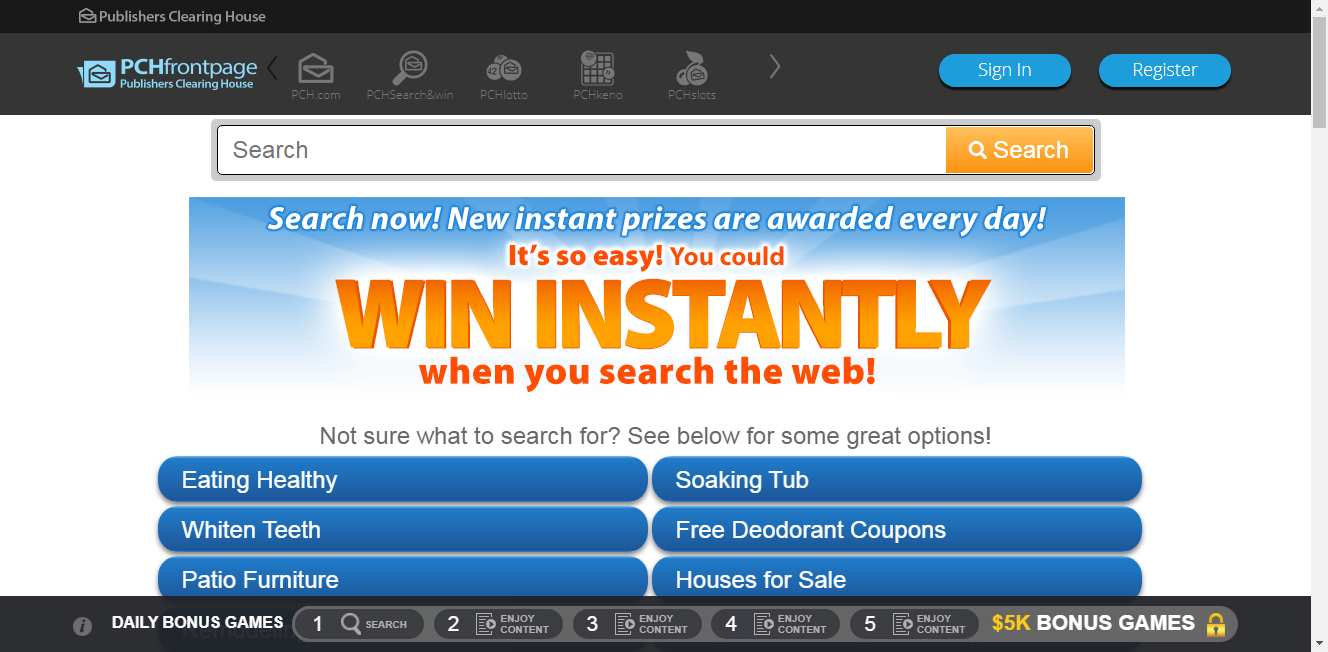 Publishers Clearing House
PCHfrontpage
Publishers Clearing House
PCH.com
PCHSearch&win
PCHlotto
PCHkeno
PCHslots
Sign In
Register
Search
Search
Search now! New instant prizes are awarded every day!
It's so easy! You could
WIN INSTANTLY
when you search the web!
Not sure what to search for? See below for some great options!
Eating Healthy
Soaking Tub
Whiten Teeth
Free Deodorant Coupons
Patio Furniture
Houses for Sale
DAILY BONUS GAMES
1 SEARCH
2 ENJOY
CONTENT
3 ENJOY
CONTENT
4 ENJOY
CONTENT
5 ENJOY
CONTENT
$5K BONUS GAMES